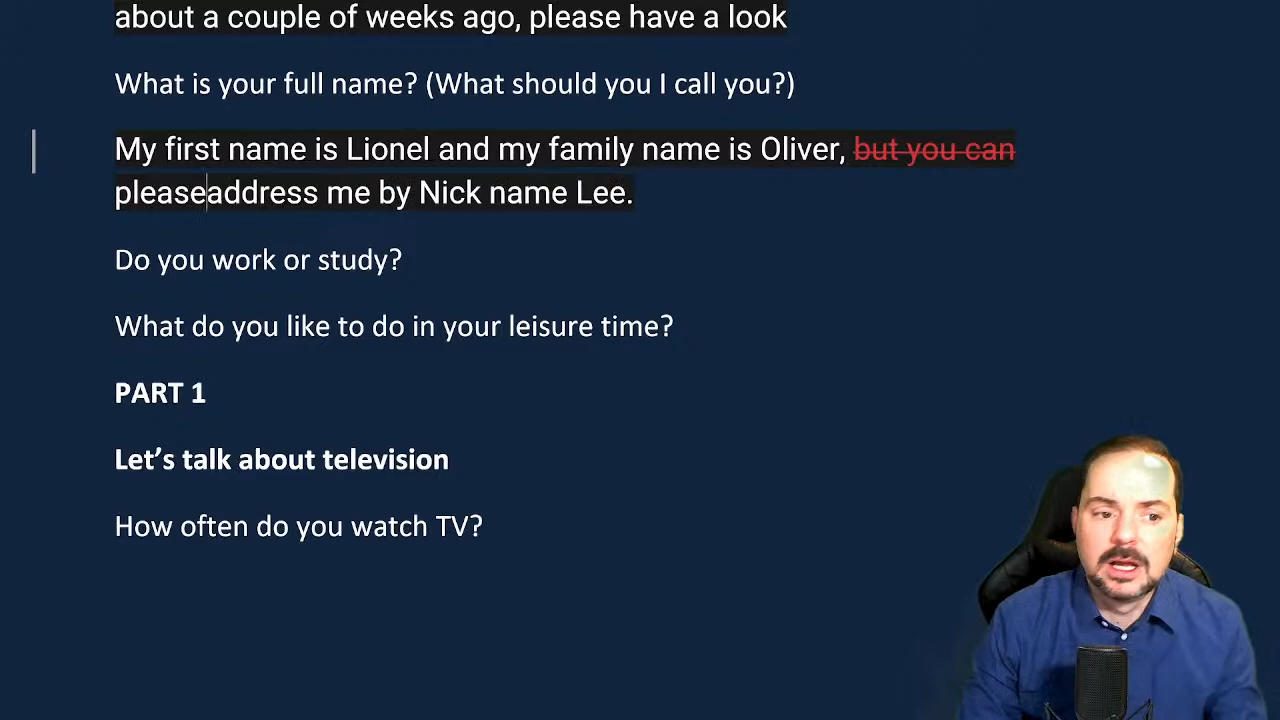 about a couple of weeks ago, please have a look
What is your full name? (What should you I call you?)
My first name is Lionel and my family name is Oliver, but you can
pleaseaddress me by Nick name Lee.
Do you work or study?
What do you like to do in your leisure time?
PART 1
Let’s talk about television
How often do you watch TV?